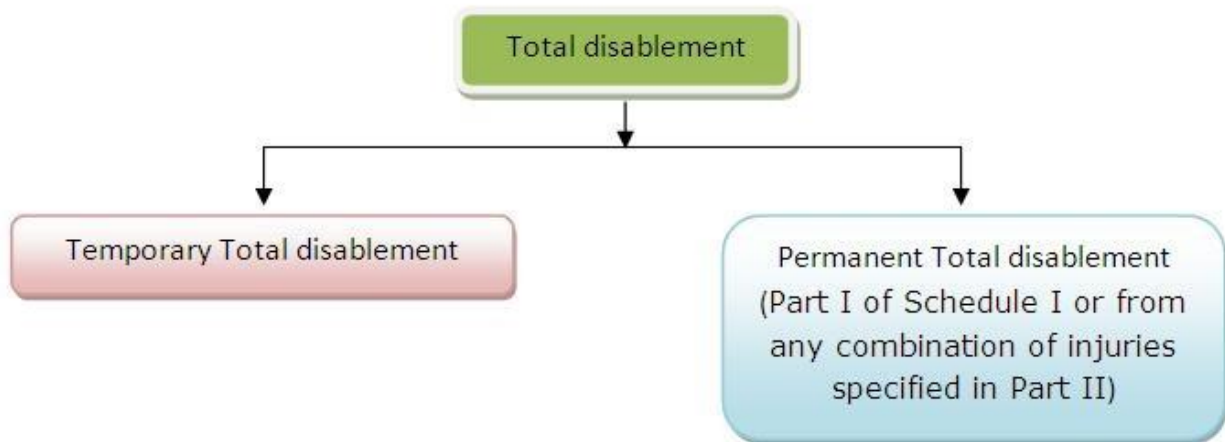 Total disablement
Temporary Total disablement
Permanent Total disablement
(Part I of Schedule I or from
any combination of injuries
specified in Part II)